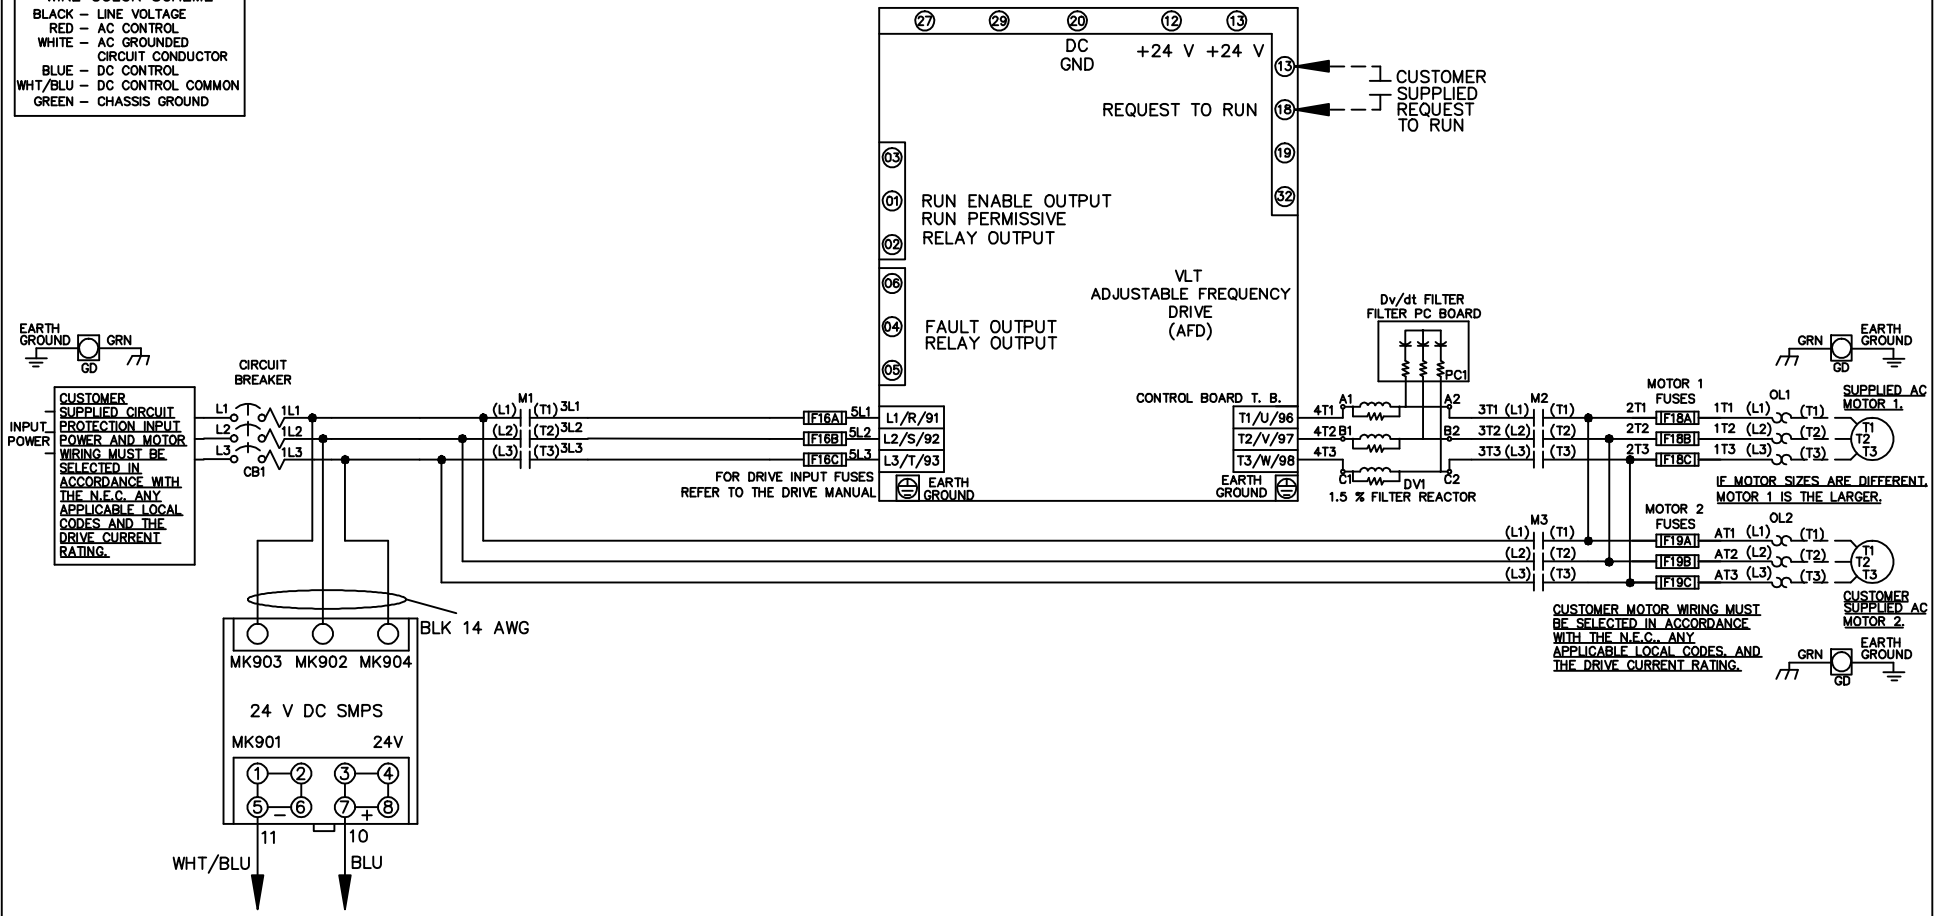 BLACK – LINE VOLTAGE
RED – AC CONTROL
WHITE – AC GROUNDED
CIRCUIT CONDUCTOR
BLUE – DC CONTROL
WHT/BLU – DC CONTROL COMMON
GREEN – CHASSIS GROUND
27 29 20 12 13
DC
GND
+24 V +24 V
13
18
19
32
REQUEST TO RUN
CUSTOMER
SUPPLIED
REQUEST
TO RUN
03
01
02
RUN ENABLE OUTPUT
RUN PERMISSIVE
RELAY OUTPUT
06
04
05
FAULT OUTPUT
RELAY OUTPUT
VLT
ADJUSTABLE FREQUENCY
DRIVE
(AFD)
Dv/dt FILTER
FILTER PC BOARD
PC1
EARTH
GROUND
GRN
GD
CIRCUIT
BREAKER
INPUT
POWER
CUSTOMER
SUPPLIED CIRCUIT
PROTECTION INPUT
POWER AND MOTOR
WIRING MUST BE
SELECTED IN
ACCORDANCE WITH
THE N.E.C. ANY
APPLICABLE LOCAL
CODES AND THE
DRIVE CURRENT
RATING.
L1 1L1
L2 1L2
L3 1L3
CB1
M1
(L1) (T1) 3L1
(L2) (T2) 3L2
(L3) (T3) 3L3
F16A 5L1
F16B 5L2
F16C 5L3
FOR DRIVE INPUT FUSES
REFER TO THE DRIVE MANUAL
L1/R/91
L2/S/92
L3/T/93
EARTH
GROUND
CONTROL BOARD T. B.
T1/U/96
T2/V/97
T3/W/98
EARTH
GROUND
4T1 A1 A2
4T2 B1 B2
4T3 C1 C2
DV1
1.5 % FILTER REACTOR
M2
3T1 (L1) (T1)
3T2 (L2) (T2)
3T3 (L3) (T3)
MOTOR 1
FUSES
2T1 F18A 1T1 (L1) (T1)
2T2 F18B 1T2 (L2) (T2)
2T3 F18C 1T3 (L3) (T3)
OL1
T1
T2
T3
GRN
GD
EARTH
GROUND
SUPPLIED AC
MOTOR 1.
IF MOTOR SIZES ARE DIFFERENT,
MOTOR 1 IS THE LARGER.
M3
(L1) (T1)
(L2) (T2)
(L3) (T3)
MOTOR 2
FUSES
F19A AT1 (L1) (T1)
F19B AT2 (L2) (T2)
F19C AT3 (L3) (T3)
OL2
T1
T2
T3
CUSTOMER
SUPPLIED AC
MOTOR 2.
CUSTOMER MOTOR WIRING MUST
BE SELECTED IN ACCORDANCE
WITH THE N.E.C., ANY
APPLICABLE LOCAL CODES, AND
THE DRIVE CURRENT RATING.
GRN
GD
EARTH
GROUND
BLK 14 AWG
MK903 MK902 MK904
24 V DC SMPS
MK901 24V
1 2 3 4
5 – 6 7 + 8
11 10
WHT/BLU BLU